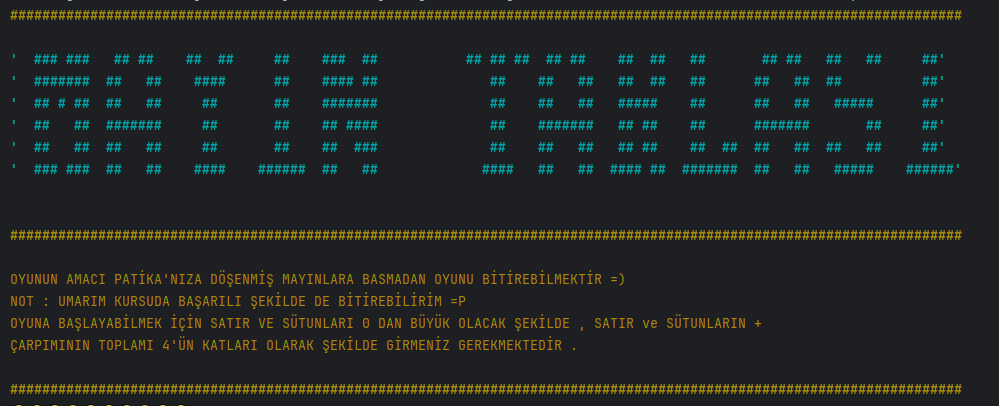 MAYIN TARLASI
OYUNUN AMACI PATİKA'NIZA DÖŞENMİŞ MAYINLARA BASMADAN OYUNU BİTİREBİLMEKTİR =)
NOT : UMARIM KURSUDA BAŞARILI ŞEKİLDE DE BİTİREBİLİRİM =P
OYUNA BAŞLAYABİLMEK İÇİN SATIR VE SÜTUNLARI 0 DAN BÜYÜK OLACAK ŞEKİLDE , SATIR ve SÜTUNLARIN +
ÇARPIMININ TOPLAMI 4'ÜN KATLARI OLARAK ŞEKİLDE GİRMENİZ GEREKMEKTEDİR .